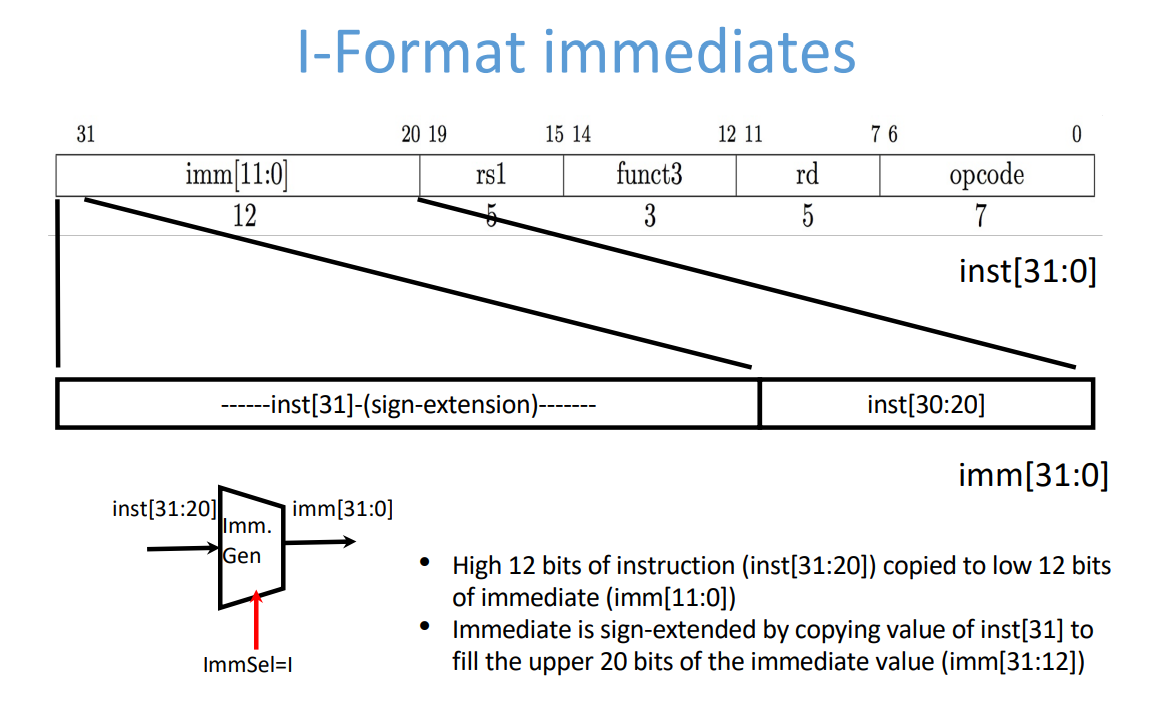 I-Format immediates
31 20 19 15 14 12 11 7 6 0
imm[11:0] rs1 funct3 rd opcode
12 5 3 5 7
inst[31:0]
------inst[31]-(sign-extension)------- inst[30:20]
imm[31:0]
inst[31:20] imm[31:0]
Imm.
Gen
ImmSel=I
• High 12 bits of instruction (inst[31:20]) copied to low 12 bits
of immediate (imm[11:0])
• Immediate is sign-extended by copying value of inst[31] to
fill the upper 20 bits of the immediate value (imm[31:12])